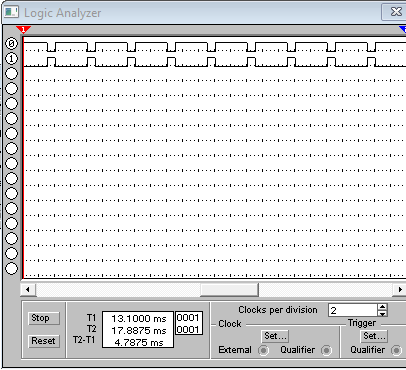 Logic Analyzer
1
0
1
Stop
Reset
T1 13.1000 ms 0001
T2 17.8875 ms 0001
T2-T1 4.7875 ms
Clocks per division 2
Clock
Set...
External Qualifier
Trigger
Set...
Qualifier